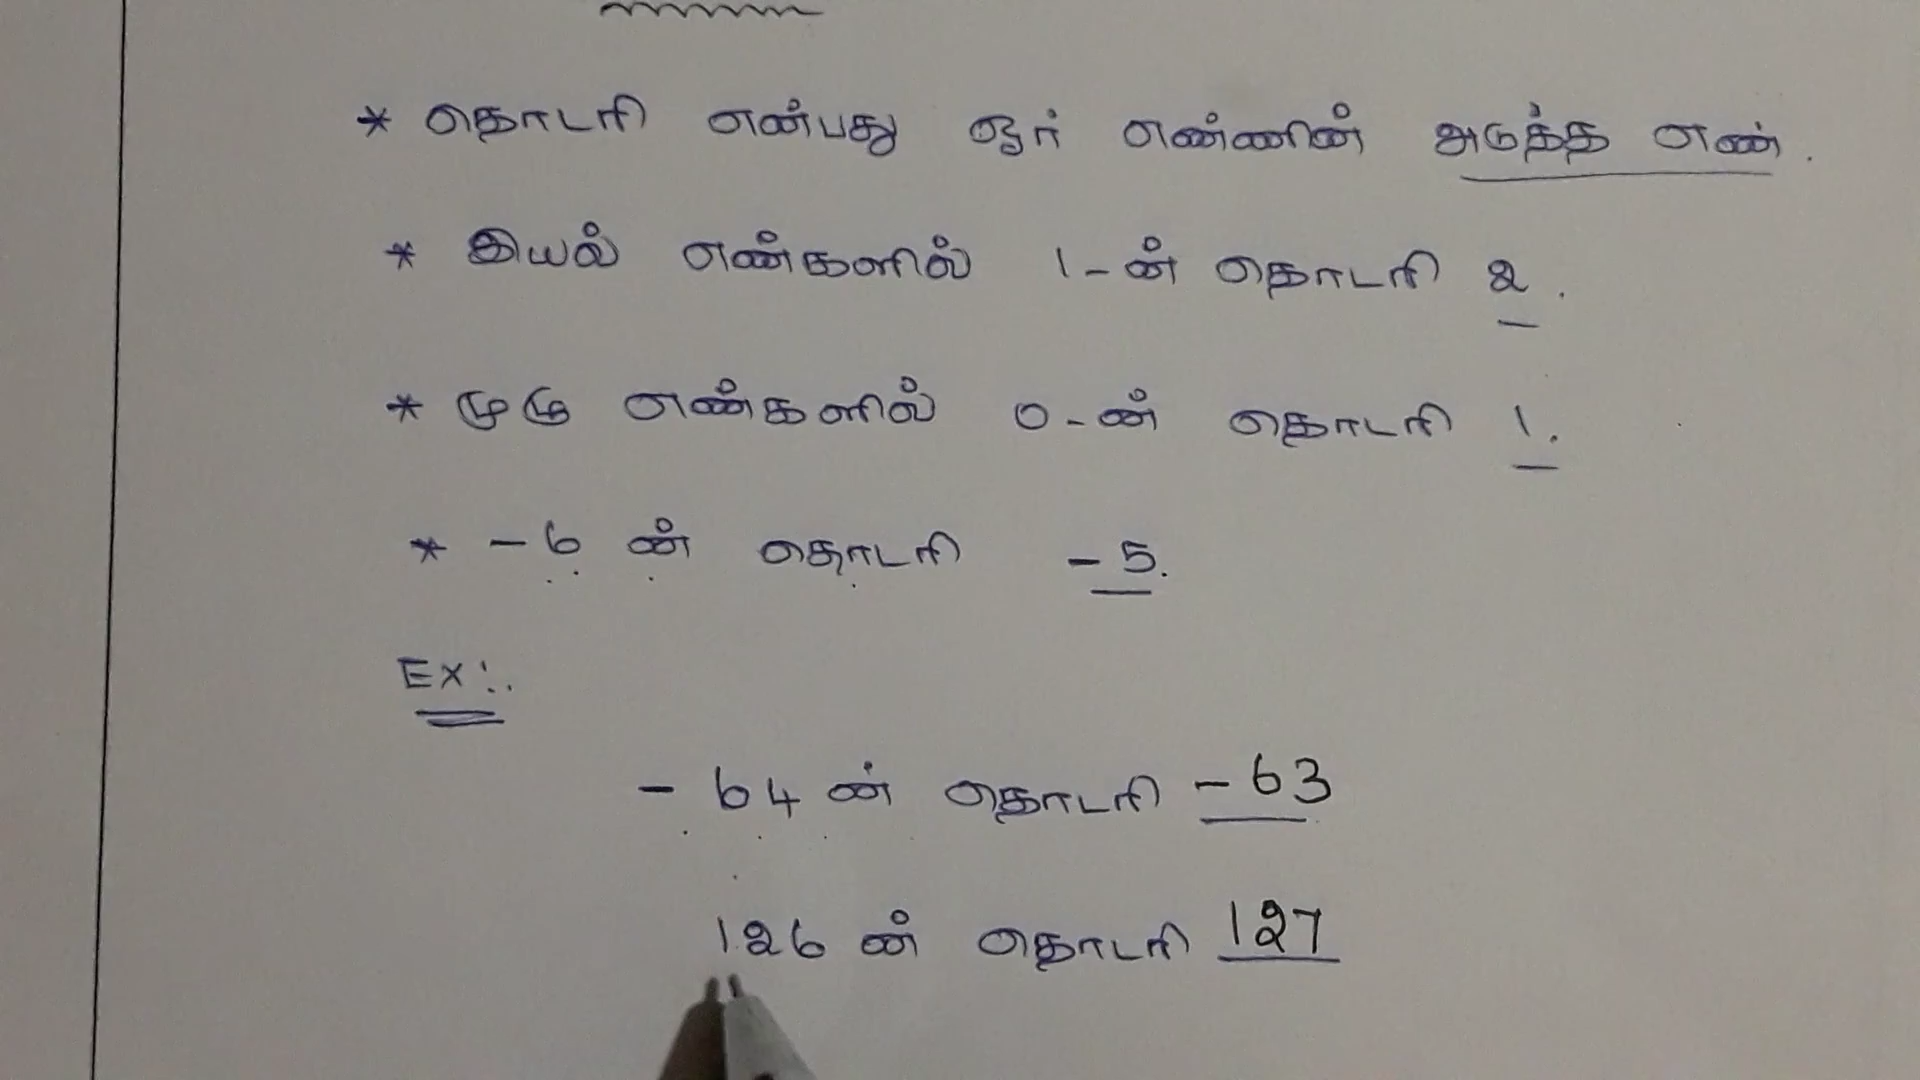 * தொடரி என்பது ஓர் எண்ணின் அடுத்த எண்.
* இயல் எண்களில் 1-ன் தொடரி 2.
* முழு எண்களில் 0-ன் தொடரி 1.
* -6 ன் தொடரி -5.
EX:.
-64 ன் தொடரி -63
126 ன் தொடரி 127